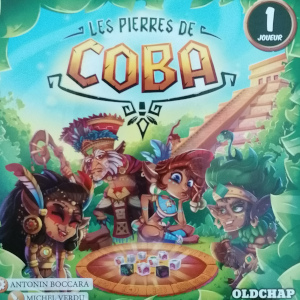 LES PIERRES DE
COBA
1
JOUEUR
ANTONIN BOCCARA
MICHEL VERDU
OLDCHAP